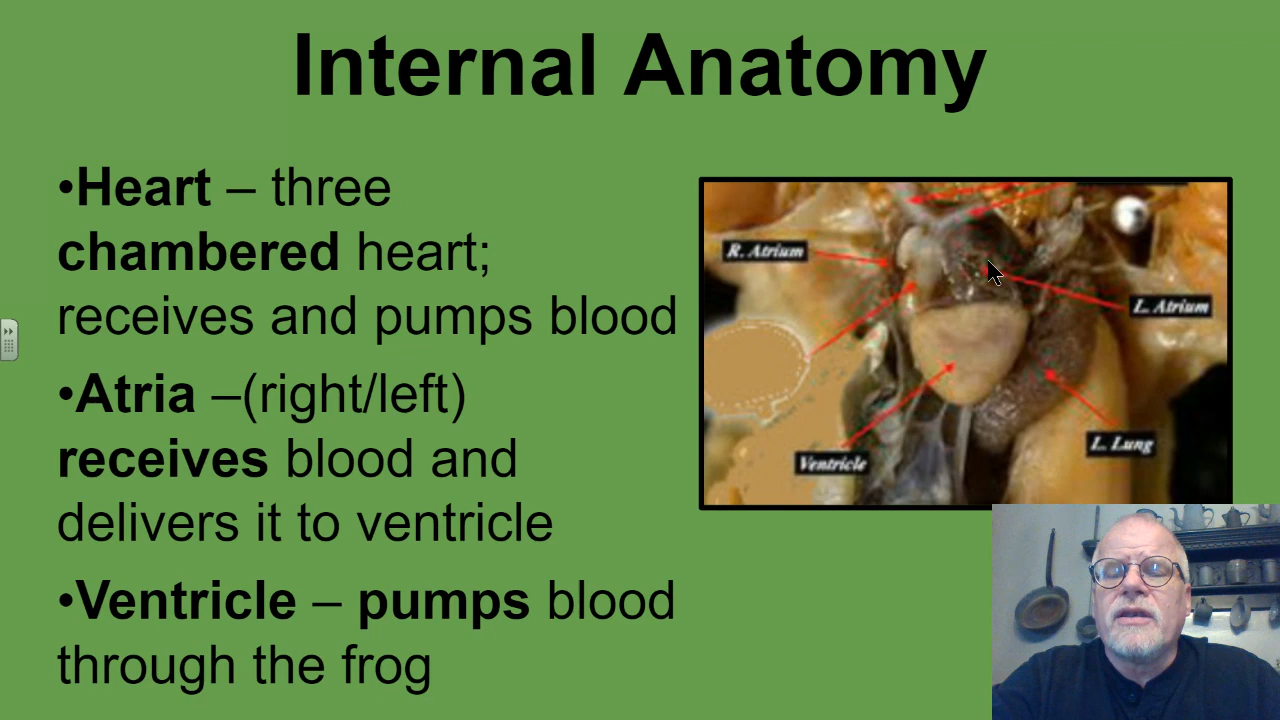 Internal Anatomy
•Heart – three
chambered heart;
receives and pumps blood
•Atria –(right/left)
receives blood and
delivers it to ventricle
•Ventricle – pumps blood
through the frog
R. Atrium
L. Atrium
L. Lung
Ventricle